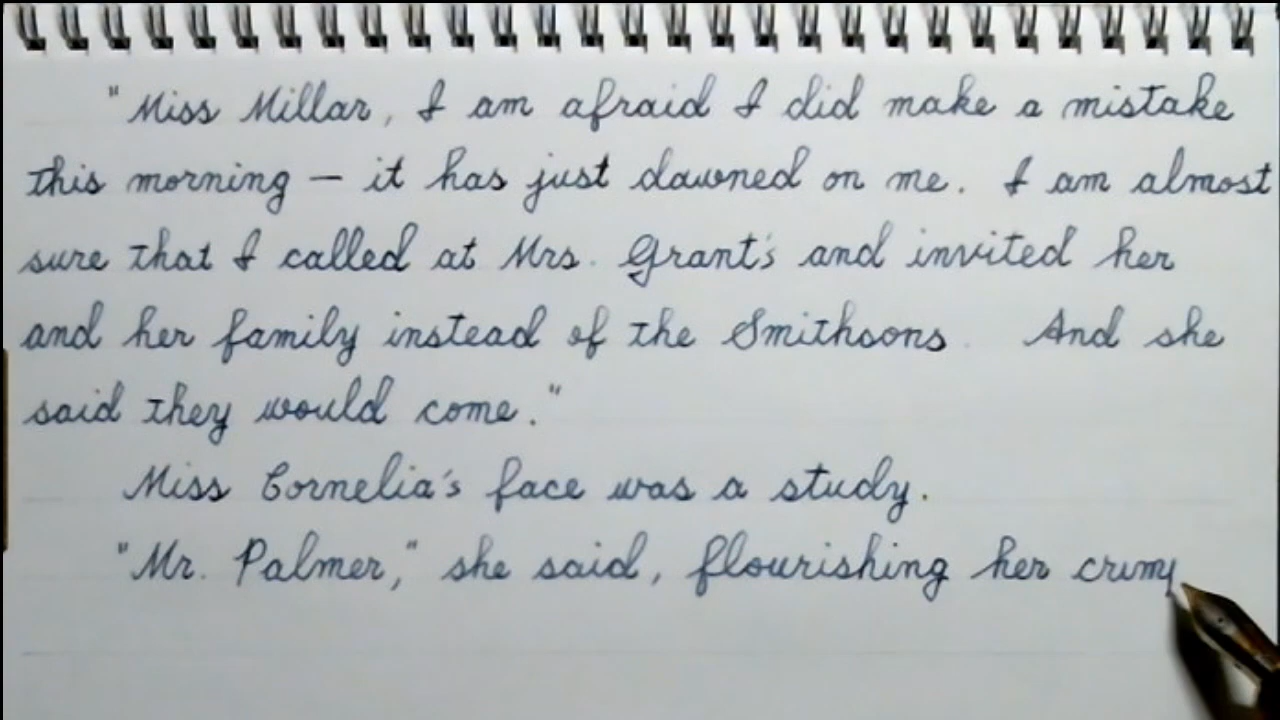 "Miss Millar, I am afraid I did make a mistake
this morning — it has just dawned on me. I am almost
sure that I called at Mrs. Grant's and invited her
and her family instead of the Smithsons. And she
said they would come."
Miss Cornelia's face was a study.
"Mr. Palmer," she said, flourishing her